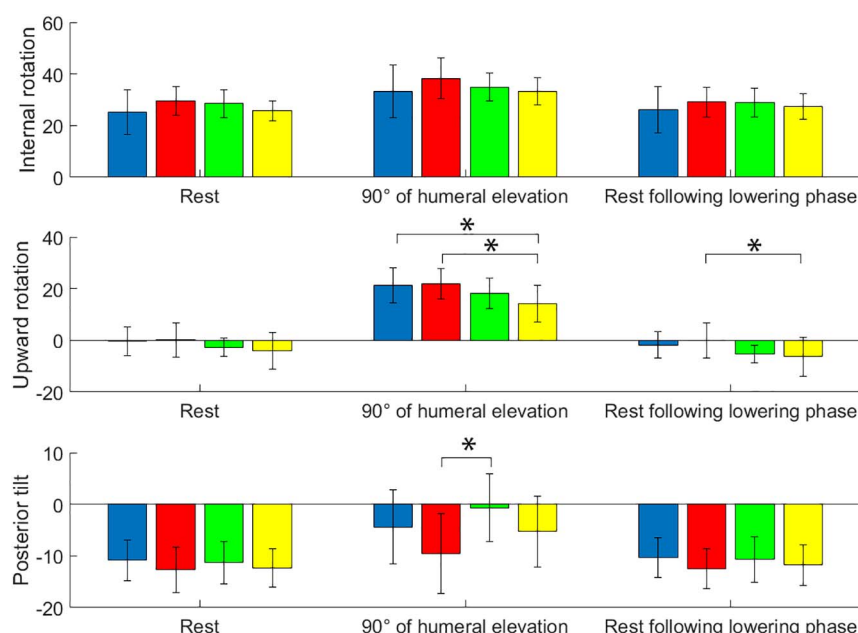 Internal rotation
60
40
20
0
Rest
90° of humeral elevation
Rest following lowering phase
Upward rotation
40
20
0
-20
*
*
*
Rest
90° of humeral elevation
Rest following lowering phase
Posterior tilt
10
0
-10
-20
*
Rest
90° of humeral elevation
Rest following lowering phase